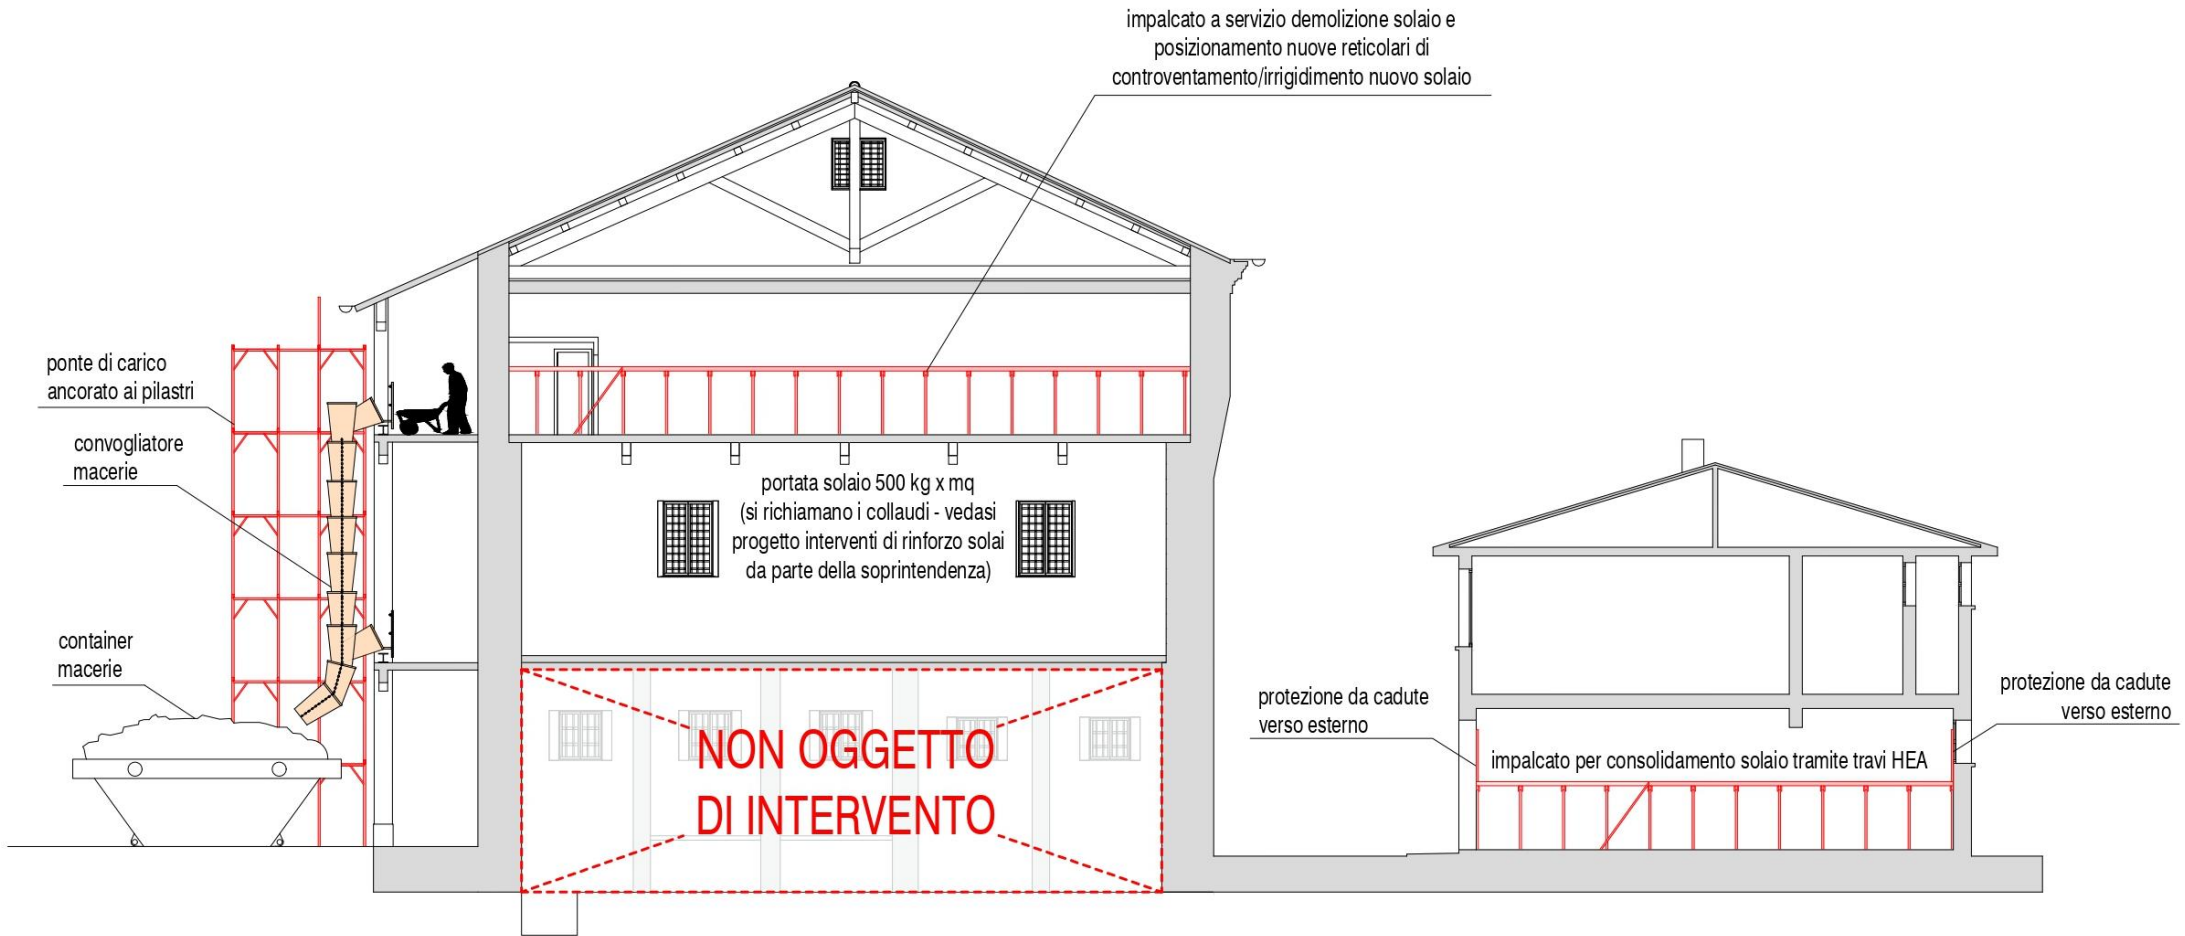 impalcato a servizio demolizione solaio e
posizionamento nuove reticolari di
controventamento/irrigidimento nuovo solaio
ponte di carico
ancorato ai pilastri
convogliatore
macerie
container
macerie
portata solaio 500 kg x mq
(si richiamano i collaudi - vedasi
progetto interventi di rinforzo solai
da parte della soprintendenza)
NON OGGETTO
DI INTERVENTO
protezione da cadute
verso esterno
impalcato per consolidamento solaio tramite travi HEA
protezione da cadute
verso esterno